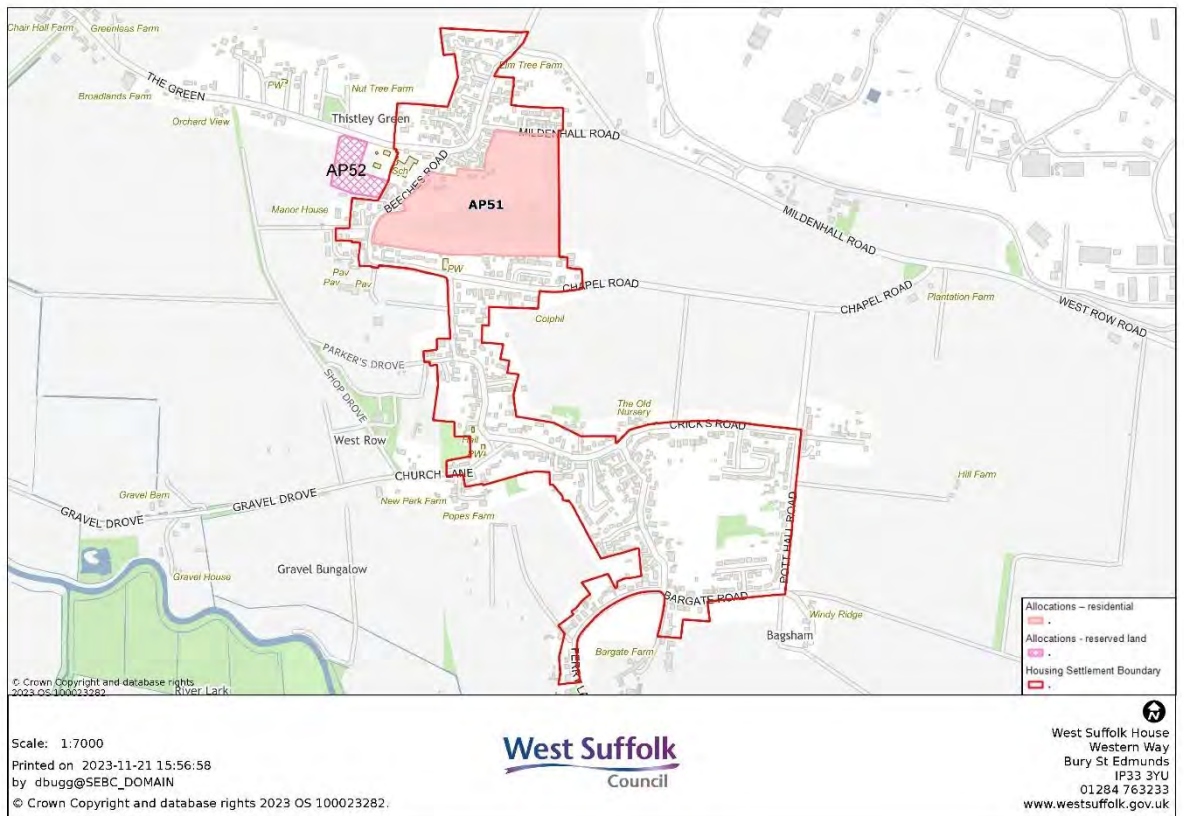 Chair Hall Farm
Greenless Farm
Elm Tree Farm
THE GREEN
PW
Nut Tree Farm
Broadlands Farm
Orchard View
Thistley Green
MILDENHALL ROAD
AP52
Sch
BEECHES ROAD
AP51
Manor House
MILDENHALL ROAD
Pav
Pav
Pav
PW
CHAPEL ROAD
CHAPEL ROAD
Plantation Farm
WEST ROW ROAD
Coiphil
PARKER'S DROVE
SHOP DROVE
The Old
Nursery
CRICK'S ROAD
West Row
Hall
PW
CHURCH LANE
Hill Farm
Gravel Barn
GRAVEL DROVE
GRAVEL DROVE
New Park Farm
Popes Farm
POTT HALL ROAD
Gravel House
Gravel Bungalow
BARGATE ROAD
Windy Ridge
Bagsham
Bargate Farm
FERRY LA
River Lark
Allocations – residential
Allocations - reserved land
Housing Settlement Boundary
© Crown Copyright and database rights
2023 OS 100023282
Scale: 1:7000
Printed on 2023-11-21 15:56:58
by dbugg@SEBC_DOMAIN
© Crown Copyright and database rights 2023 OS 100023282.
West Suffolk
Council
N
West Suffolk House
Western Way
Bury St Edmunds
IP33 3YU
01284 763233
www.westsuffolk.gov.uk